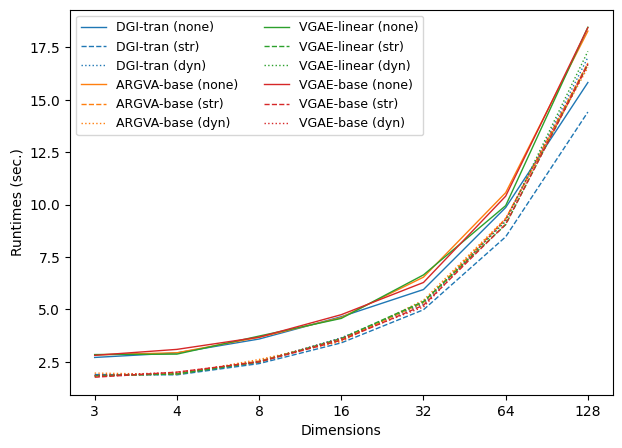 DGI-tran (none)
DGI-tran (str)
DGI-tran (dyn)
ARGVA-base (none)
ARGVA-base (str)
ARGVA-base (dyn)
VGAE-linear (none)
VGAE-linear (str)
VGAE-linear (dyn)
VGAE-base (none)
VGAE-base (str)
VGAE-base (dyn)
Runtimes (sec.)
17.5
15.0
12.5
10.0
7.5
5.0
2.5
3 4 8 16 32 64 128
Dimensions